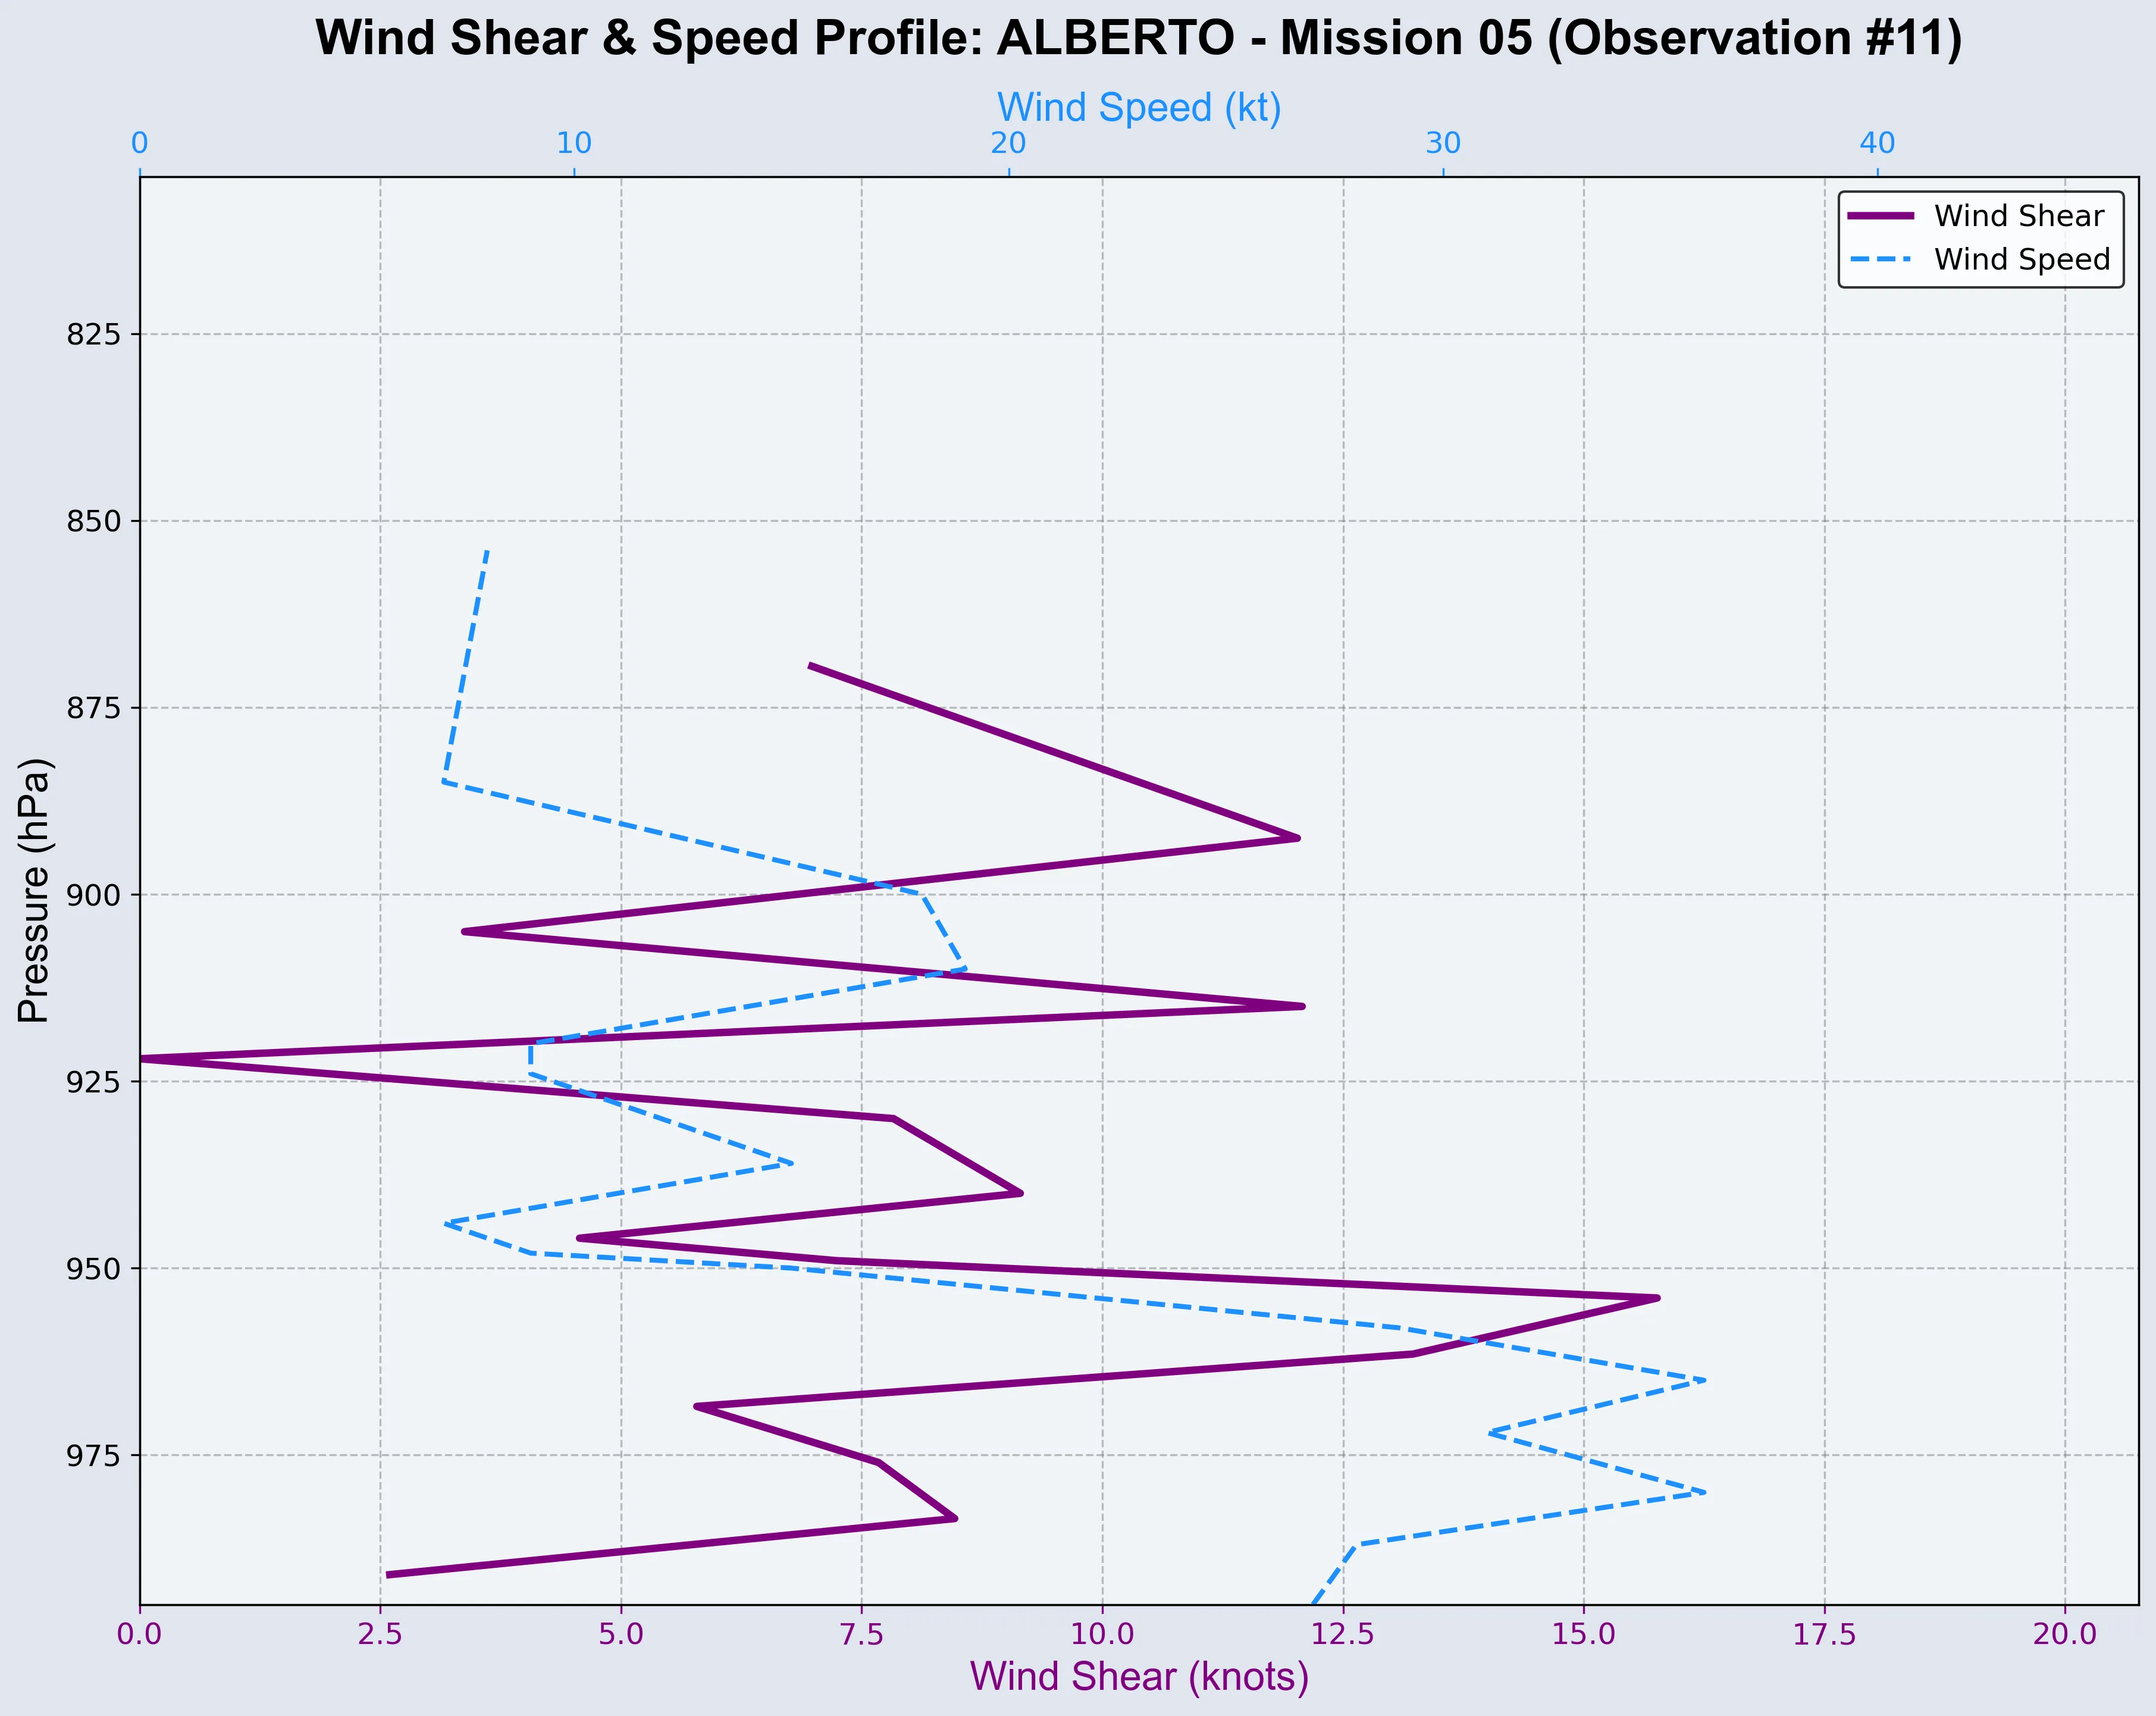 Wind Shear & Speed Profile: ALBERTO - Mission 05 (Observation #11)
Wind Speed (kt)
0 10 20 30 40
Wind Shear
Wind Speed
825
850
875
900
925
950
975
Pressure (hPa)
0.0 2.5 5.0 7.5 10.0 12.5 15.0 17.5 20.0
Wind Shear (knots)